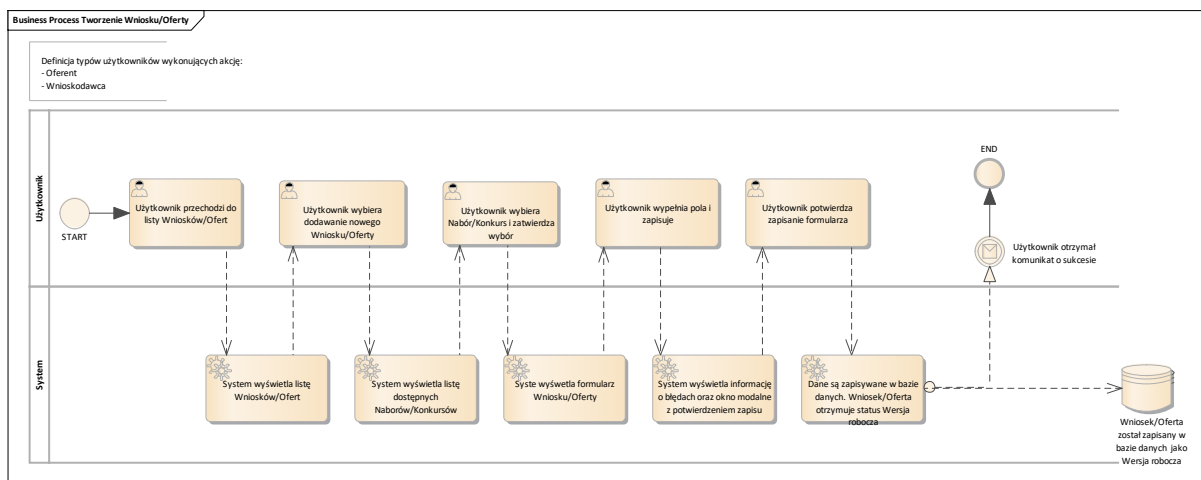 Business Process Tworzenie Wniosku/Oferty
Definicja typów użytkowników wykonujących akcję:
- Oferent
- Wnioskodawca
Użytkownik
START
Użytkownik przechodzi do
listy Wniosków/Ofert
Użytkownik wybiera
dodawanie nowego
Wniosku/Oferty
Użytkownik wybiera
Nabór/Konkurs i zatwierdza
wybór
Użytkownik wypełnia pola i
zapisuje
Użytkownik potwierdza
zapisanie formularza
END
Użytkownik otrzymał
komunikat o sukcesie
System
System wyświetla listę
Wniosków/Ofert
System wyświetla listę
dostępnych
Naborów/Konkursów
Syste wyśwetla formularz
Wniosku/Oferty
System wyświetla informację
o błędach oraz okno modalne
z potwierdzeniem zapisu
Dane są zapisywane w bazie
danych. Wniosek/Oferta
otrzymuje status Wersja
robocza
Wniosek/Oferta
został zapisany w
bazie danych jako
Wersja robocza